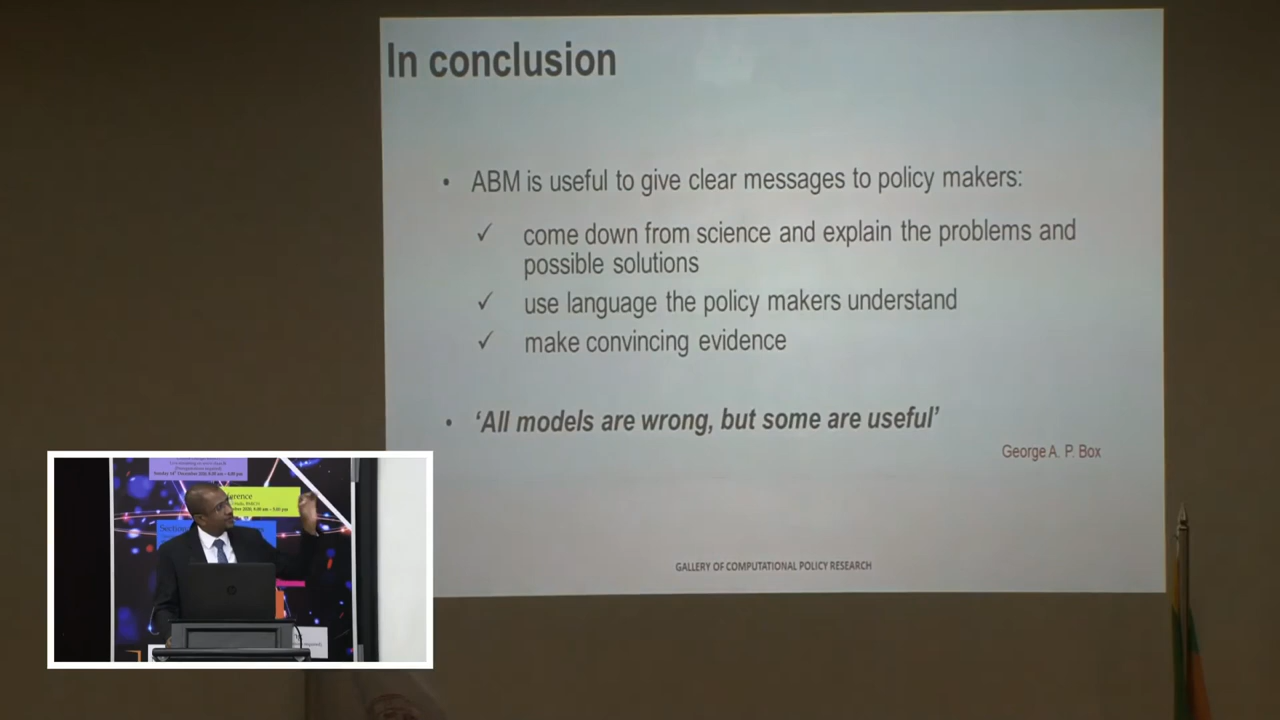 In conclusion
• ABM is useful to give clear messages to policy makers:
✓ come down from science and explain the problems and
possible solutions
✓ use language the policy makers understand
✓ make convincing evidence
• ‘All models are wrong, but some are useful’
George A. P. Box
GALLERY OF COMPUTATIONAL POLICY RESEARCH